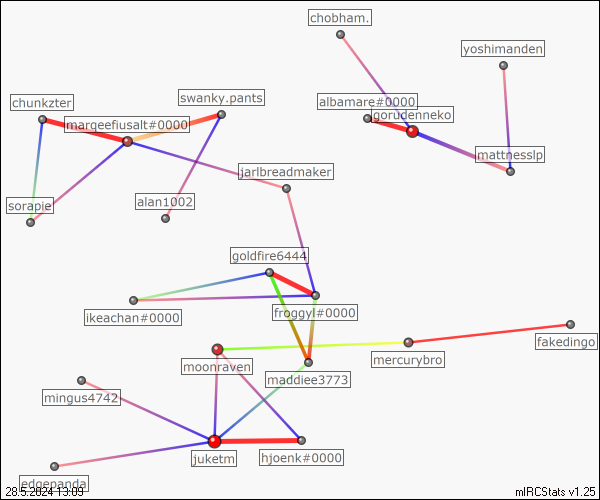 chobham.
yoshimanden
swanky.pants
chunkzter
albamare#0000
gorudenneko
margeefiusalt#0000
mattnesslp
jarlbreadmaker
alan1002
sorapie
goldfire6444
ikeachan#0000
froggyl#0000
fakedingo
mercurybro
moonraven
maddiee3773
mingus4742
juketm
hjoenk#0000
edgepanda
28.5.2024 13:09
mIRCStats v1.25